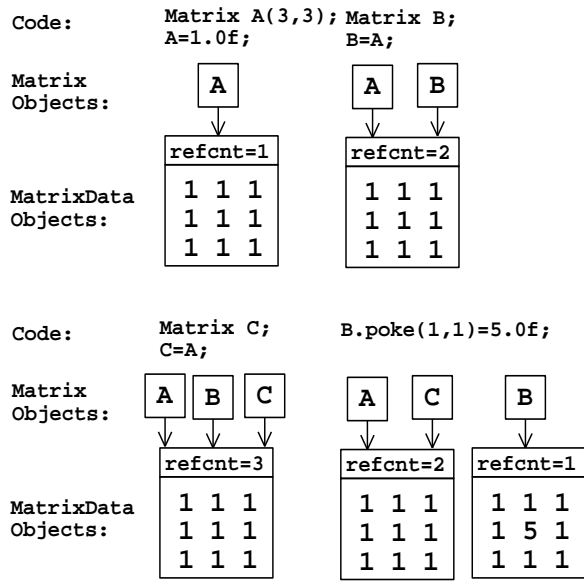 Code: Matrix A(3,3); Matrix B;
A=1.0f; B=A;
Matrix
Objects:
A A B
refcnt=1 refcnt=2
MatrixData
Objects:
1 1 1 1 1 1
1 1 1 1 1 1
1 1 1 1 1 1
Code: Matrix C; B.poke(1,1)=5.0f;
C=A;
Matrix
Objects:
A B C A C B
refcnt=3 refcnt=2 refcnt=1
MatrixData
Objects:
1 1 1 1 1 1 1 1 1
1 1 1 1 1 1 1 5 1
1 1 1 1 1 1 1 1 1